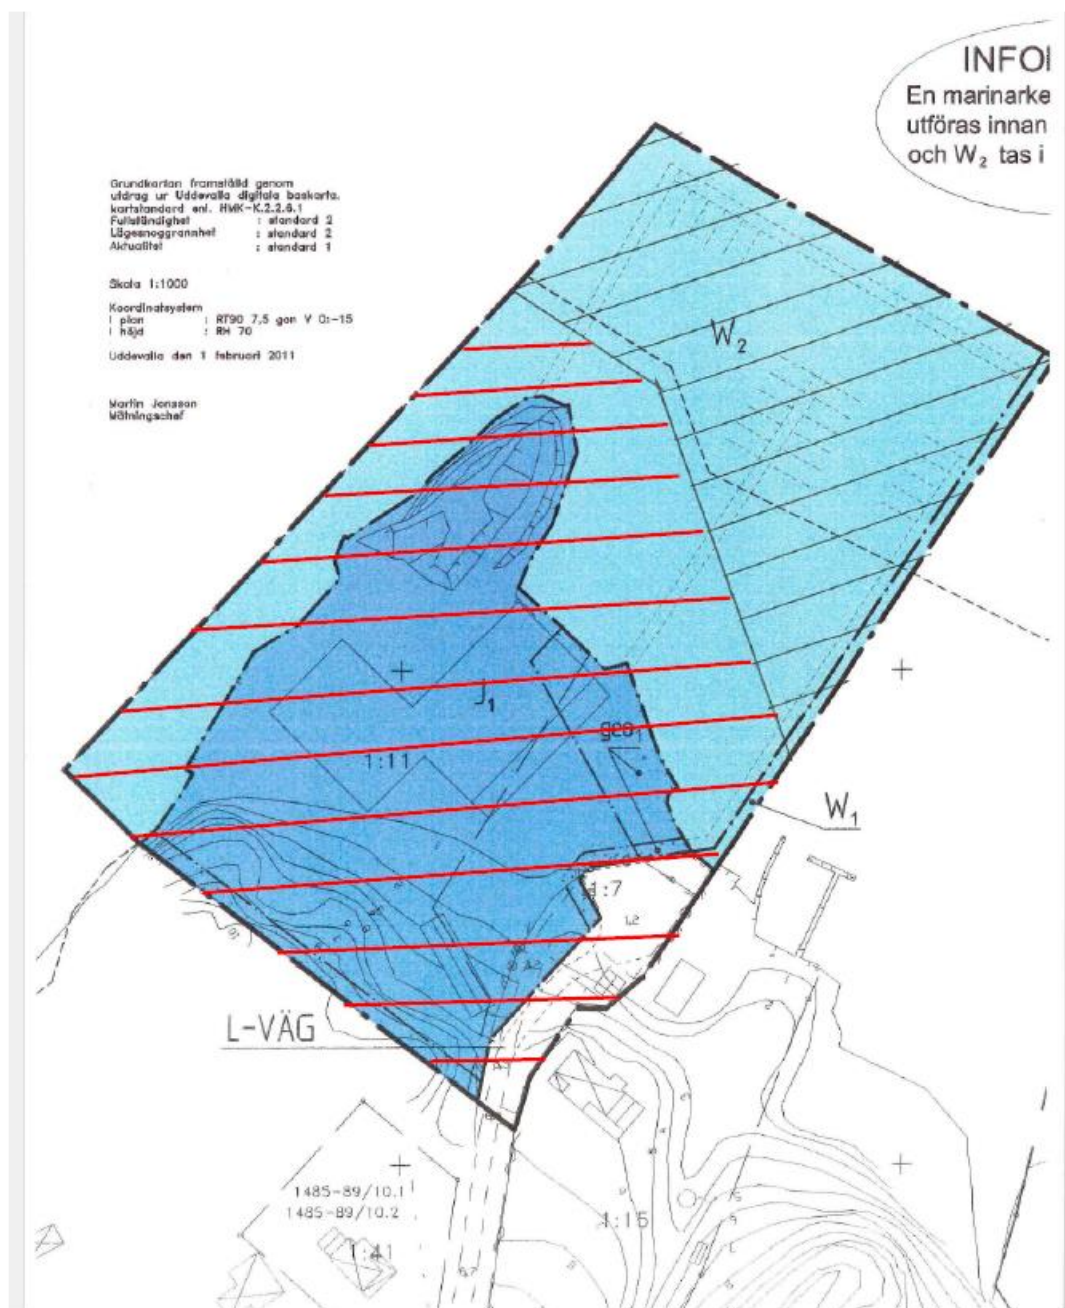 INFO
En marinarke
utföras innan
och W₂ tas i
Grundkartan framställd genom
utdrag ur Uddevalla digitala baskarta.
kartstandard enl. HMK-K.2.2.6.1
Fullständighet : standard 2
Lägesnoggrannhet : standard 2
Aktualitet : standard 1
Skala 1:1000
Koordinatsystem
i plan : RT90 7,5 gon V 0:-15
i höjd : RH 70
Uddevalla den 1 februari 2011
Martin Jonsson
Mätningschef
W₂
J₁
geo₁
1:11
W₁
1:7
L-VÄG
1485-89/10.1
1485-89/10.2
1:15
1:41